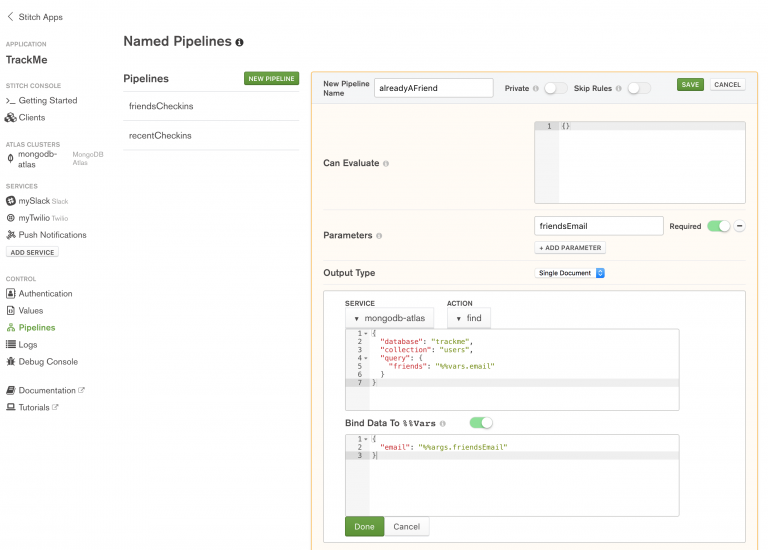 Stitch Apps
APPLICATION
TrackMe
STITCH CONSOLE
Getting Started
Clients
ATLAS CLUSTERS
mongodb-atlas MongoDB Atlas
SERVICES
mySlack Slack
myTwilio Twilio
Push Notifications
ADD SERVICE
CONTROL
Authentication
Values
Pipelines
Logs
Debug Console
Documentation
Tutorials
Named Pipelines
Pipelines
NEW PIPELINE
friendsCheckins
recentCheckins
New Pipeline Name alreadyAFriend Private Skip Rules SAVE CANCEL
Can Evaluate
1 {}
Parameters
friendsEmail Required
+ ADD PARAMETER
Output Type Single Document
SERVICE ACTION
mongodb-atlas find
1 {
2 "database": "trackme",
3 "collection": "users",
4 "query": {
5 "friends": "%%vars.email"
6 }
7 }
Bind Data To %%Vars
1 {
2 "email": "%%args.friendsEmail"
3 }
Done Cancel